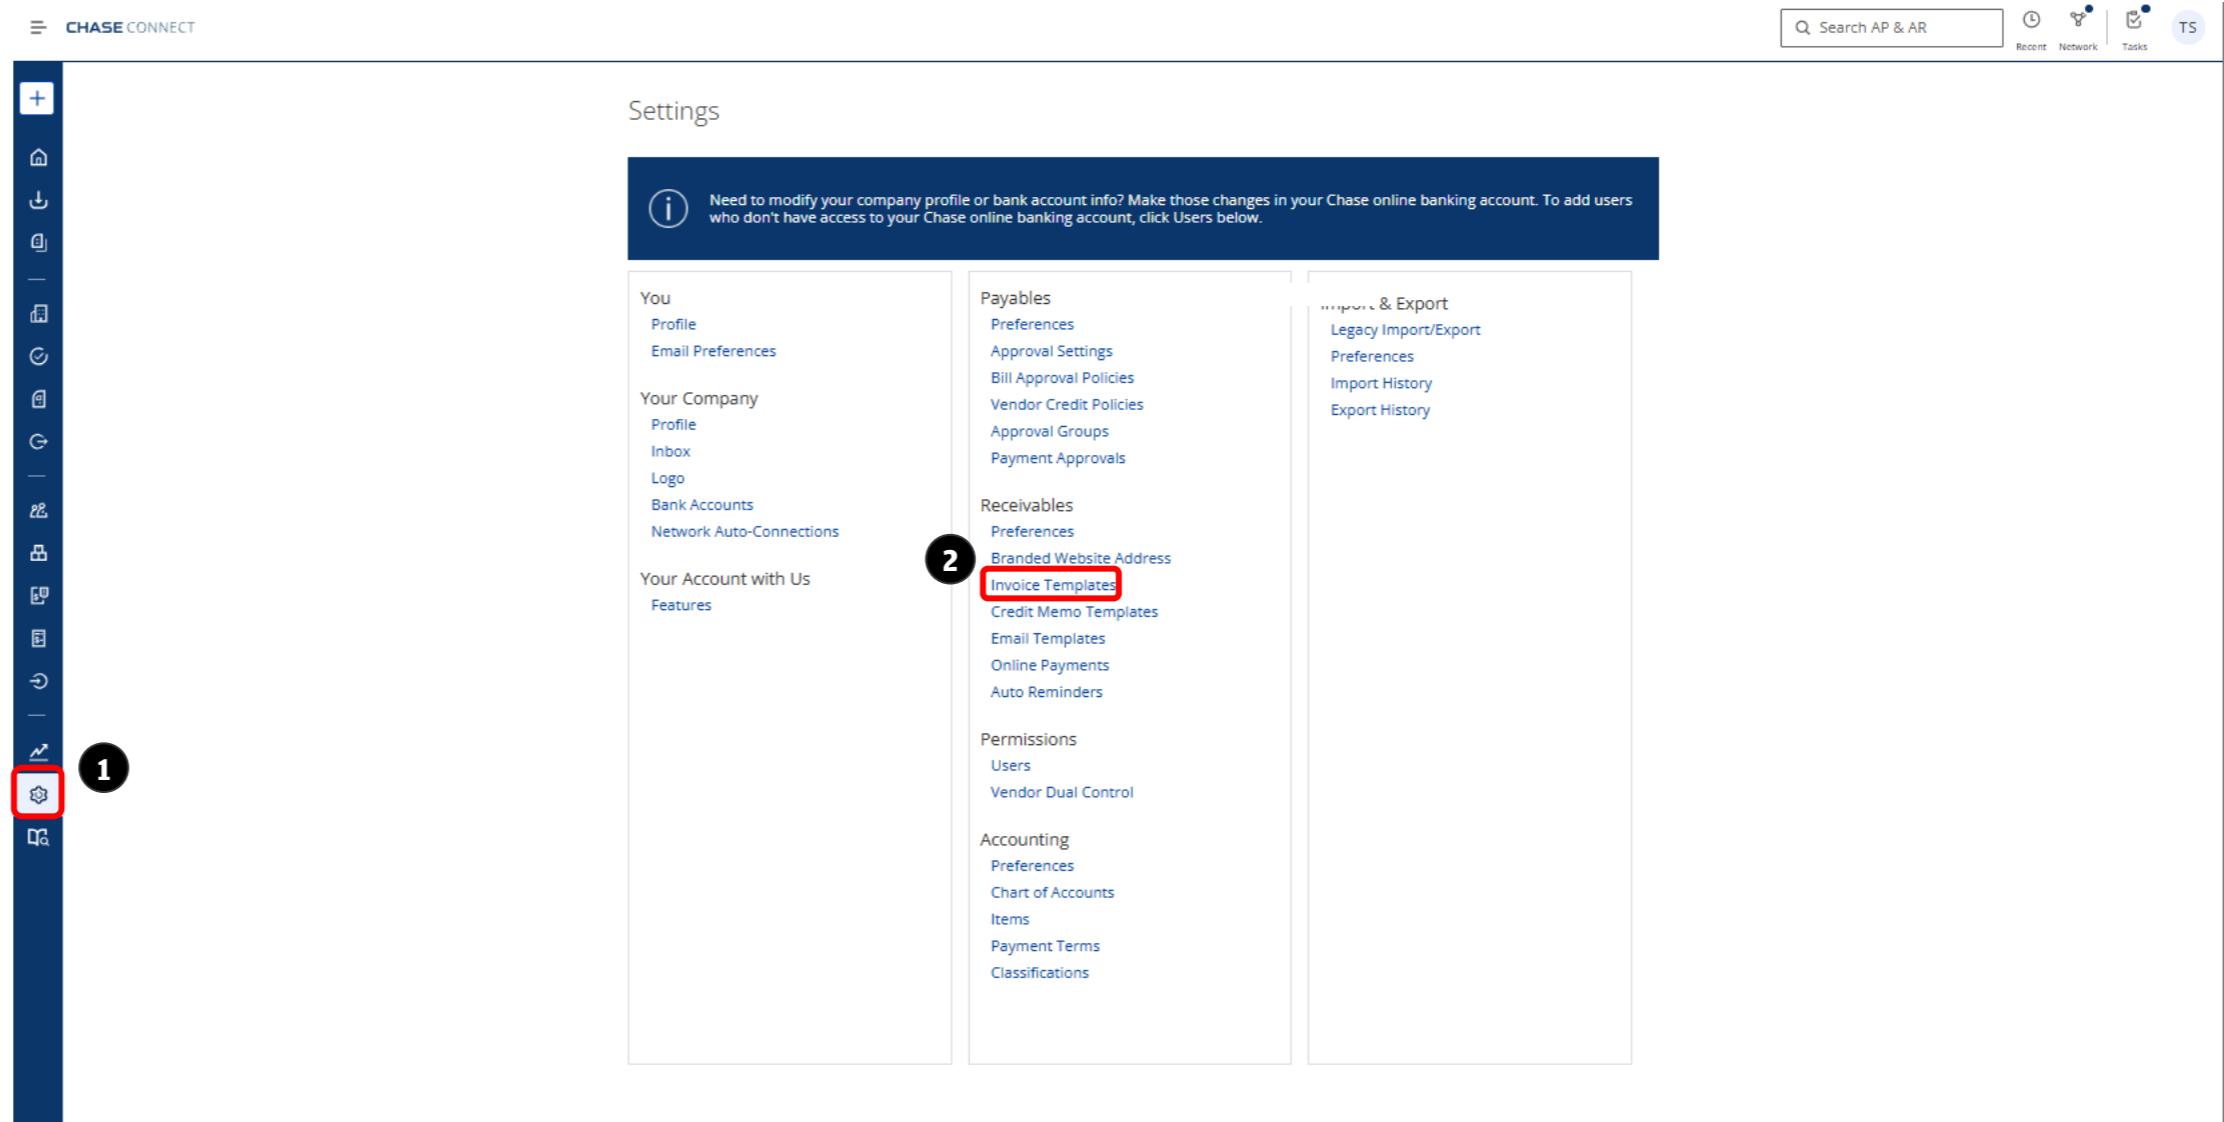 CHASE CONNECT
Search AP & AR
Recent
Network
Tasks
TS
Settings
Need to modify your company profile or bank account info? Make those changes in your Chase online banking account. To add users
who don't have access to your Chase online banking account, click Users below.
You
Profile
Email Preferences
Your Company
Profile
Inbox
Logo
Bank Accounts
Network Auto-Connections
Your Account with Us
Features
Payables
Preferences
Approval Settings
Bill Approval Policies
Vendor Credit Policies
Approval Groups
Payment Approvals
Receivables
Preferences
2
Branded Website Address
Invoice Templates
Credit Memo Templates
Email Templates
Online Payments
Auto Reminders
Permissions
Users
Vendor Dual Control
Accounting
Preferences
Chart of Accounts
Items
Payment Terms
Classifications
Import & Export
Legacy Import/Export
Preferences
Import History
Export History
1